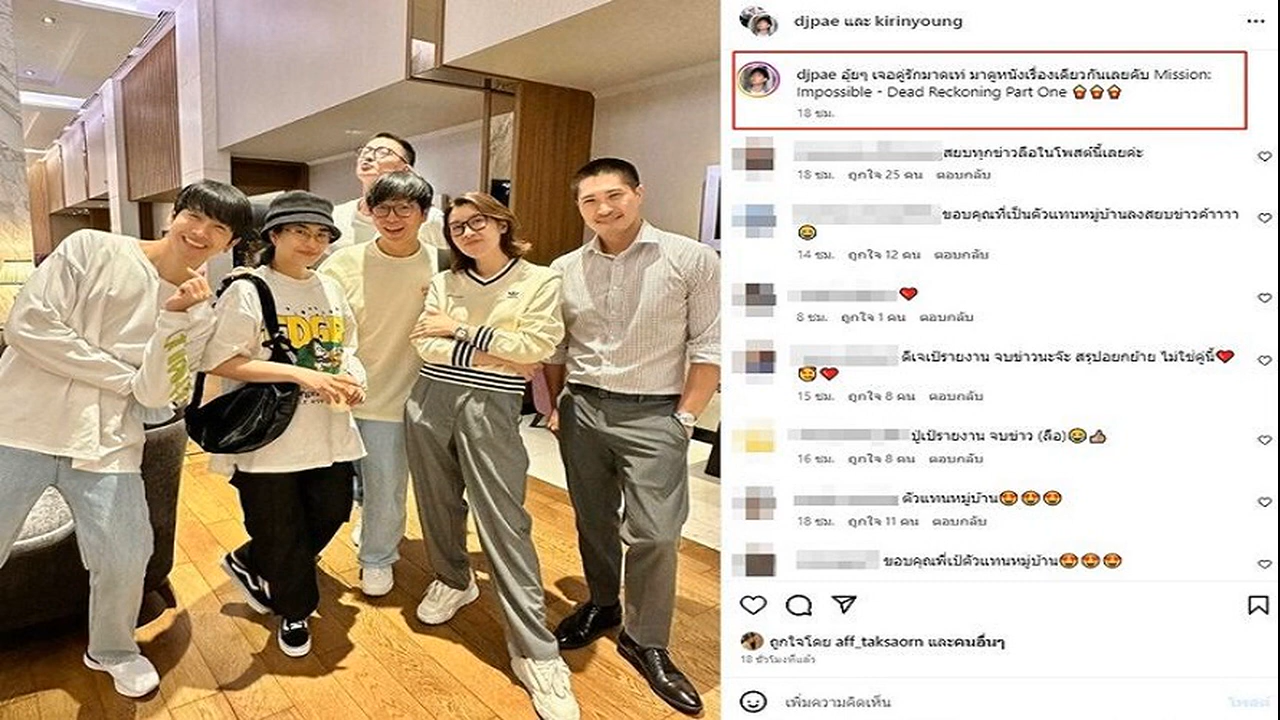 djpae และ kirinyoung
djpae อุ้ยๆ เจอคู่รักมาดเท่ มาดูหนังเรื่องเดียวกันเลยคับ Mission:
Impossible - Dead Reckoning Part One
18 ชม.
สยบทุกข่าวลือในโพสต์นี้เลยค่ะ
18 ชม. ถูกใจ 25 คน ตอบกลับ
ขอบคุณที่เป็นตัวแทนหมู่บ้านลงสยบข่าวค้าาาา
14 ชม. ถูกใจ 12 คน ตอบกลับ
8 ชม. ถูกใจ 1 คน ตอบกลับ
ดีเจเป้รายงาน จบข่าวนะจ๊ะ สรุปอยกย้าย ไม่ใช่คู่นี้
15 ชม. ถูกใจ 8 คน ตอบกลับ
ปู่เป้รายงาน จบข่าว (ลือ)
16 ชม. ถูกใจ 8 คน ตอบกลับ
ตัวแทนหมู่บ้าน
18 ชม. ถูกใจ 11 คน ตอบกลับ
ขอบคุณพี่เป้ตัวแทนหมู่บ้าน
ถูกใจโดย aff_taksaorn และคนอื่นๆ
18 ชั่วโมงที่แล้ว
เพิ่มความคิดเห็น
โพสต์